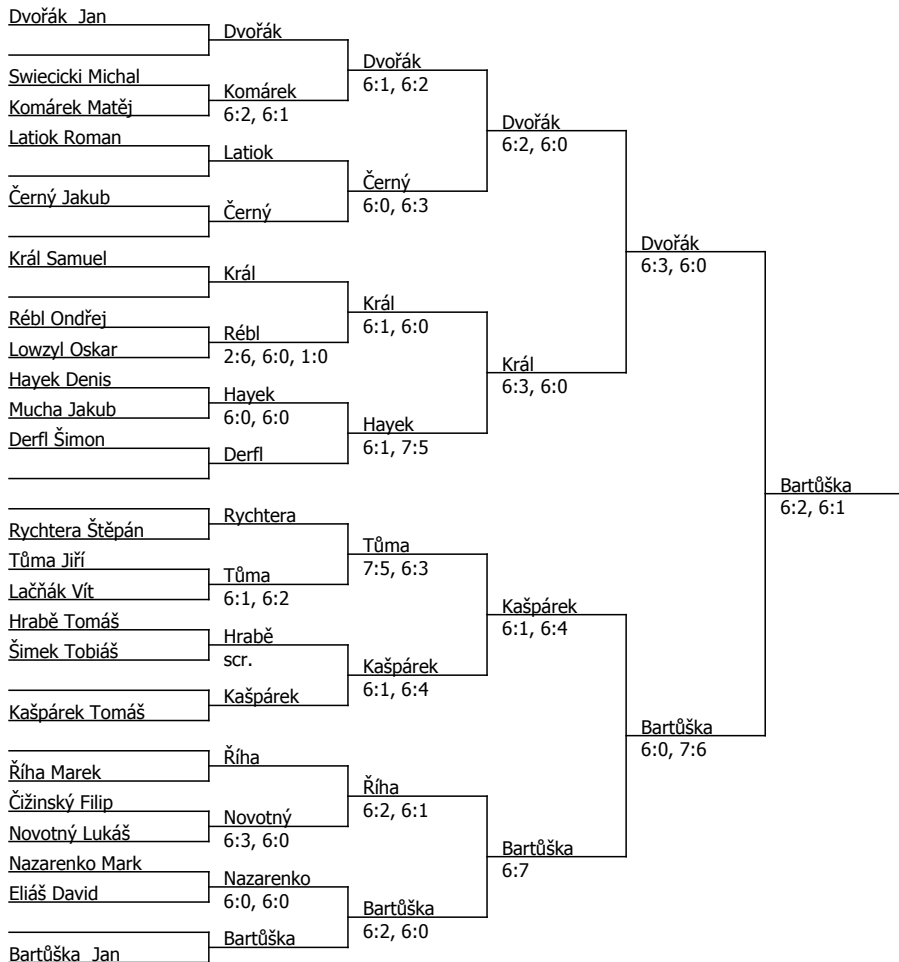 Dvořák  Jan
Dvořák
Dvořák
6:1, 6:2
Swiecicki Michal
Komárek
6:2, 6:1
Komárek Matěj
Dvořák
6:2, 6:0
Latiok Roman
Latiok
Černý
6:0, 6:3
Černý Jakub
Černý
Dvořák
6:3, 6:0
Král Samuel
Král
Král
6:1, 6:0
Rébl Ondřej
Rébl
2:6, 6:0, 1:0
Lowzyl Oskar
Král
6:3, 6:0
Hayek Denis
Hayek
6:0, 6:0
Mucha Jakub
Hayek
6:1, 7:5
Derfl Šimon
Derfl
Bartůška
6:2, 6:1
Rychtera
Rychtera Štěpán
Tůma
7:5, 6:3
Tůma Jiří
Tůma
6:1, 6:2
Lačňák Vít
Kašpárek
6:1, 6:4
Hrabě Tomáš
Hrabě
scr.
Šimek Tobiáš
Kašpárek
6:1, 6:4
Kašpárek
Kašpárek Tomáš
Bartůška
6:0, 7:6
Říha
Říha Marek
Říha
6:2, 6:1
Čižinský Filip
Novotný
6:3, 6:0
Novotný Lukáš
Bartůška
6:7
Nazarenko Mark
Nazarenko
6:0, 6:0
Eliáš David
Bartůška
6:2, 6:0
Bartůška
Bartůška  Jan